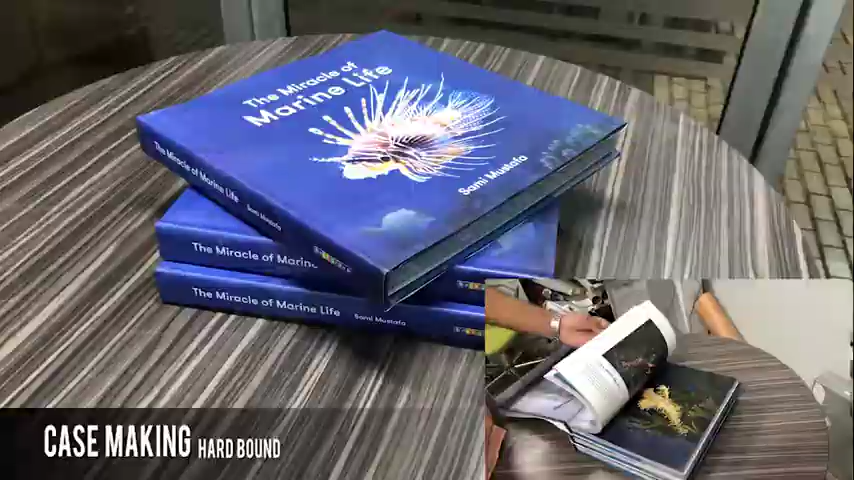 The Miracle of
Marine Life
Sami Mustafa
The Miracle of Marine Life Sami Mustafa
The Miracle of Marine
The Miracle of Marine Life Sami Mustafa
CASE MAKING HARD BOUND